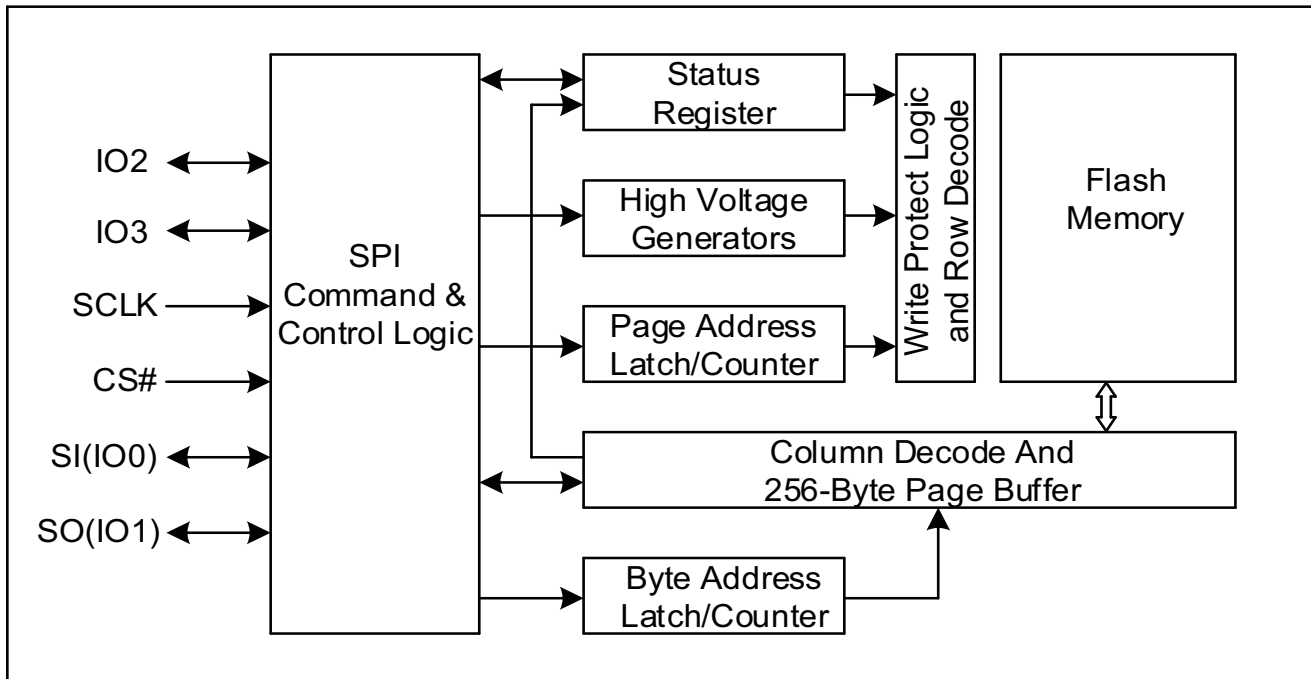 IO2
IO3
SCLK
CS#
SI(IO0)
SO(IO1)
SPI
Command &
Control Logic
Status
Register
High Voltage
Generators
Page Address
Latch/Counter
Write Protect Logic
and Row Decode
Flash
Memory
Column Decode And
256-Byte Page Buffer
Byte Address
Latch/Counter